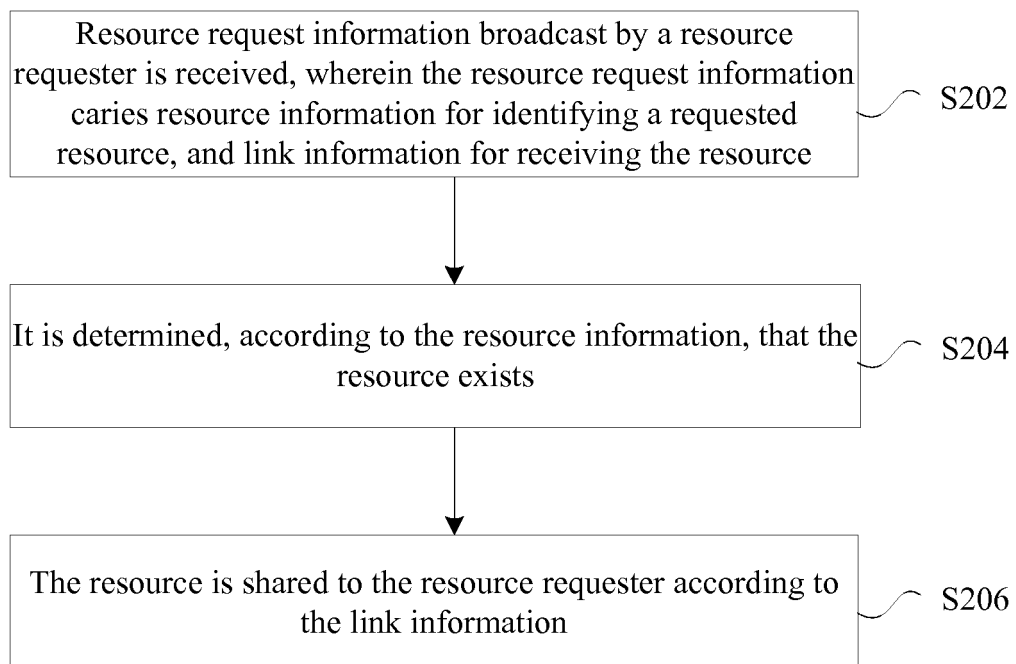 Resource request information broadcast by a resource
requester is received, wherein the resource request information
caries resource information for identifying a requested
resource, and link information for receiving the resource
S202
It is determined, according to the resource information, that the
resource exists
S204
The resource is shared to the resource requester according to
the link information
S206